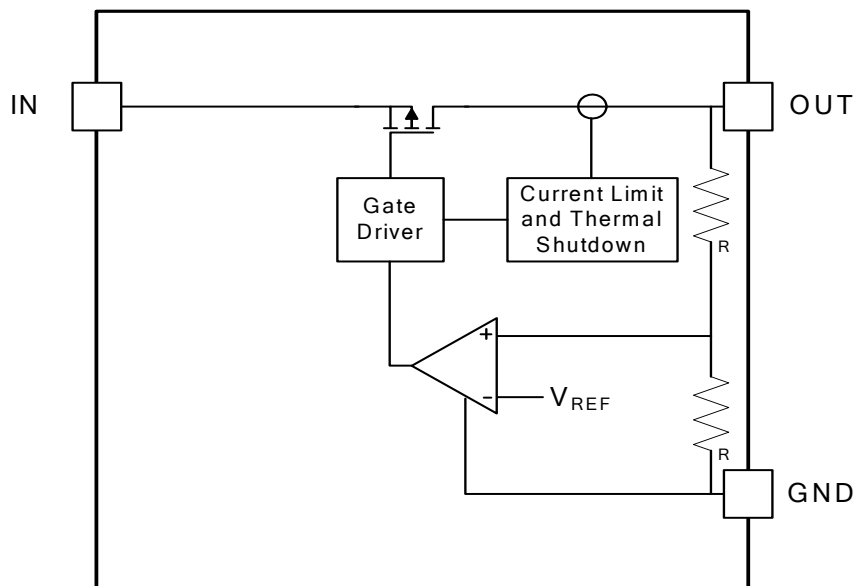 IN
OUT
Gate
Driver
Current Limit
and Thermal
Shutdown
R
+
-
VREF
R
GND